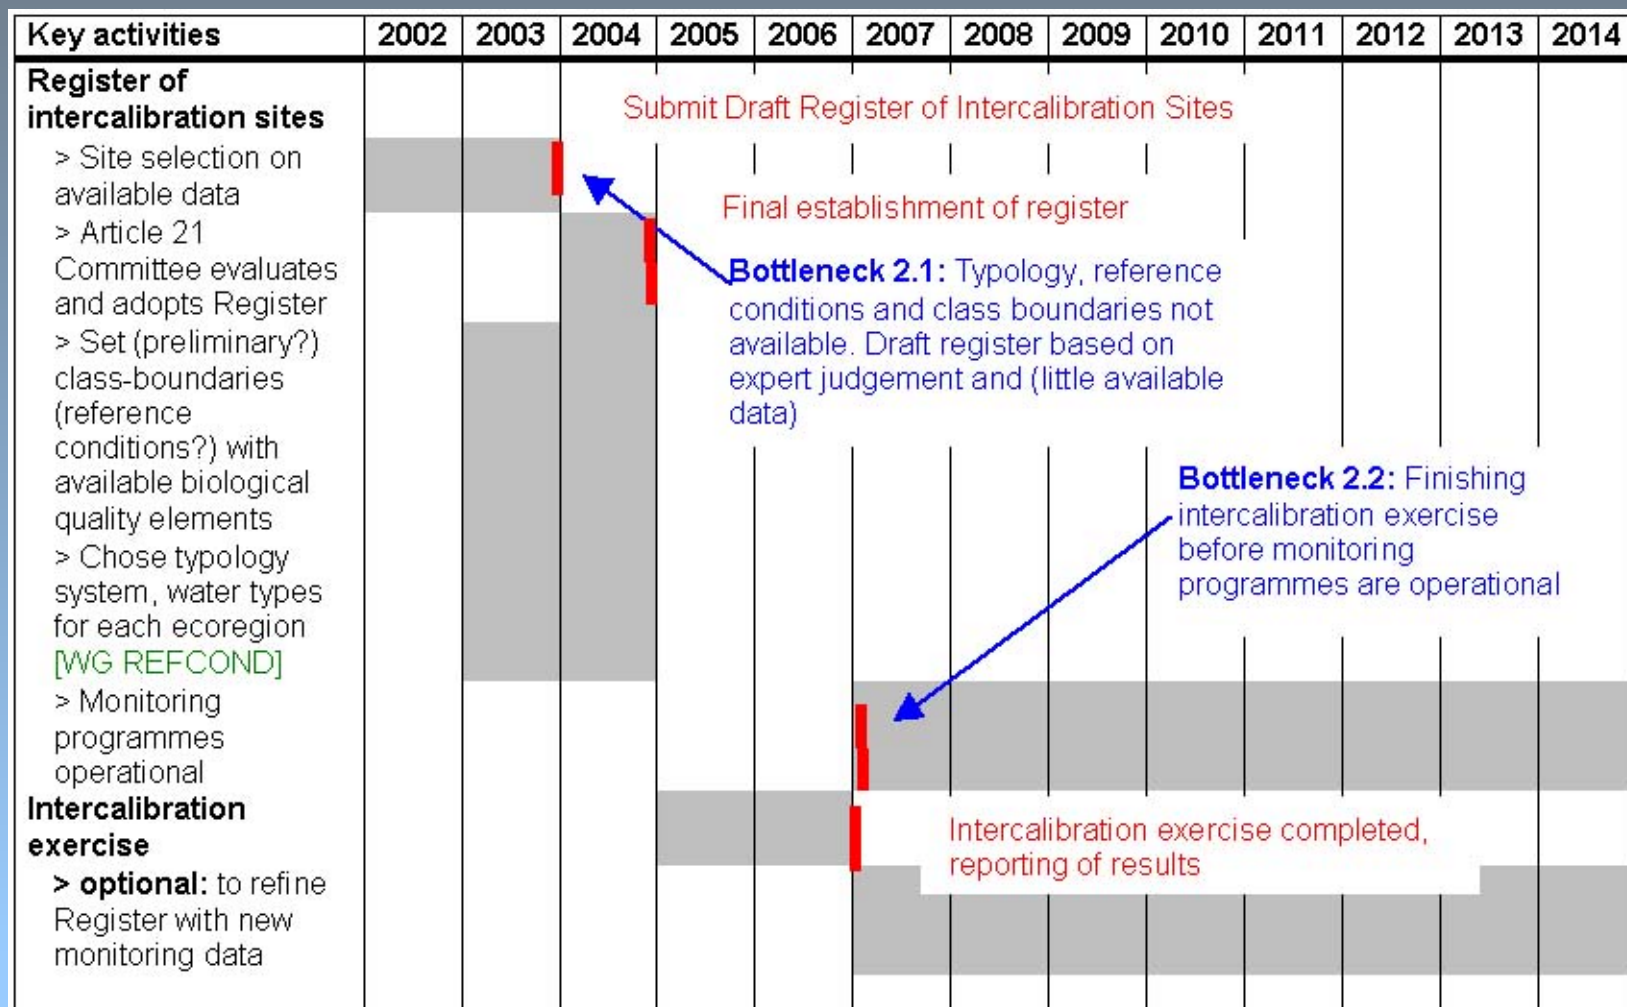 Key activities 2002 2003 2004 2005 2006 2007 2008 2009 2010 2011 2012 2013 2014
Register of
intercalibration sites
> Site selection on
available data
> Article 21
Committee evaluates
and adopts Register
> Set (preliminary?)
class-boundaries
(reference
conditions?) with
available biological
quality elements
> Chose typology
system, water types
for each ecoregion
[WG REFCOND]
> Monitoring
programmes
operational
Intercalibration
exercise
> optional: to refine
Register with new
monitoring data
Submit Draft Register of Intercalibration Sites
Final establishment of register
Bottleneck 2.1: Typology, reference
conditions and class boundaries not
available. Draft register based on
expert judgement and (little available
data)
Bottleneck 2.2: Finishing
intercalibration exercise
before monitoring
programmes are operational
Intercalibration exercise completed,
reporting of results